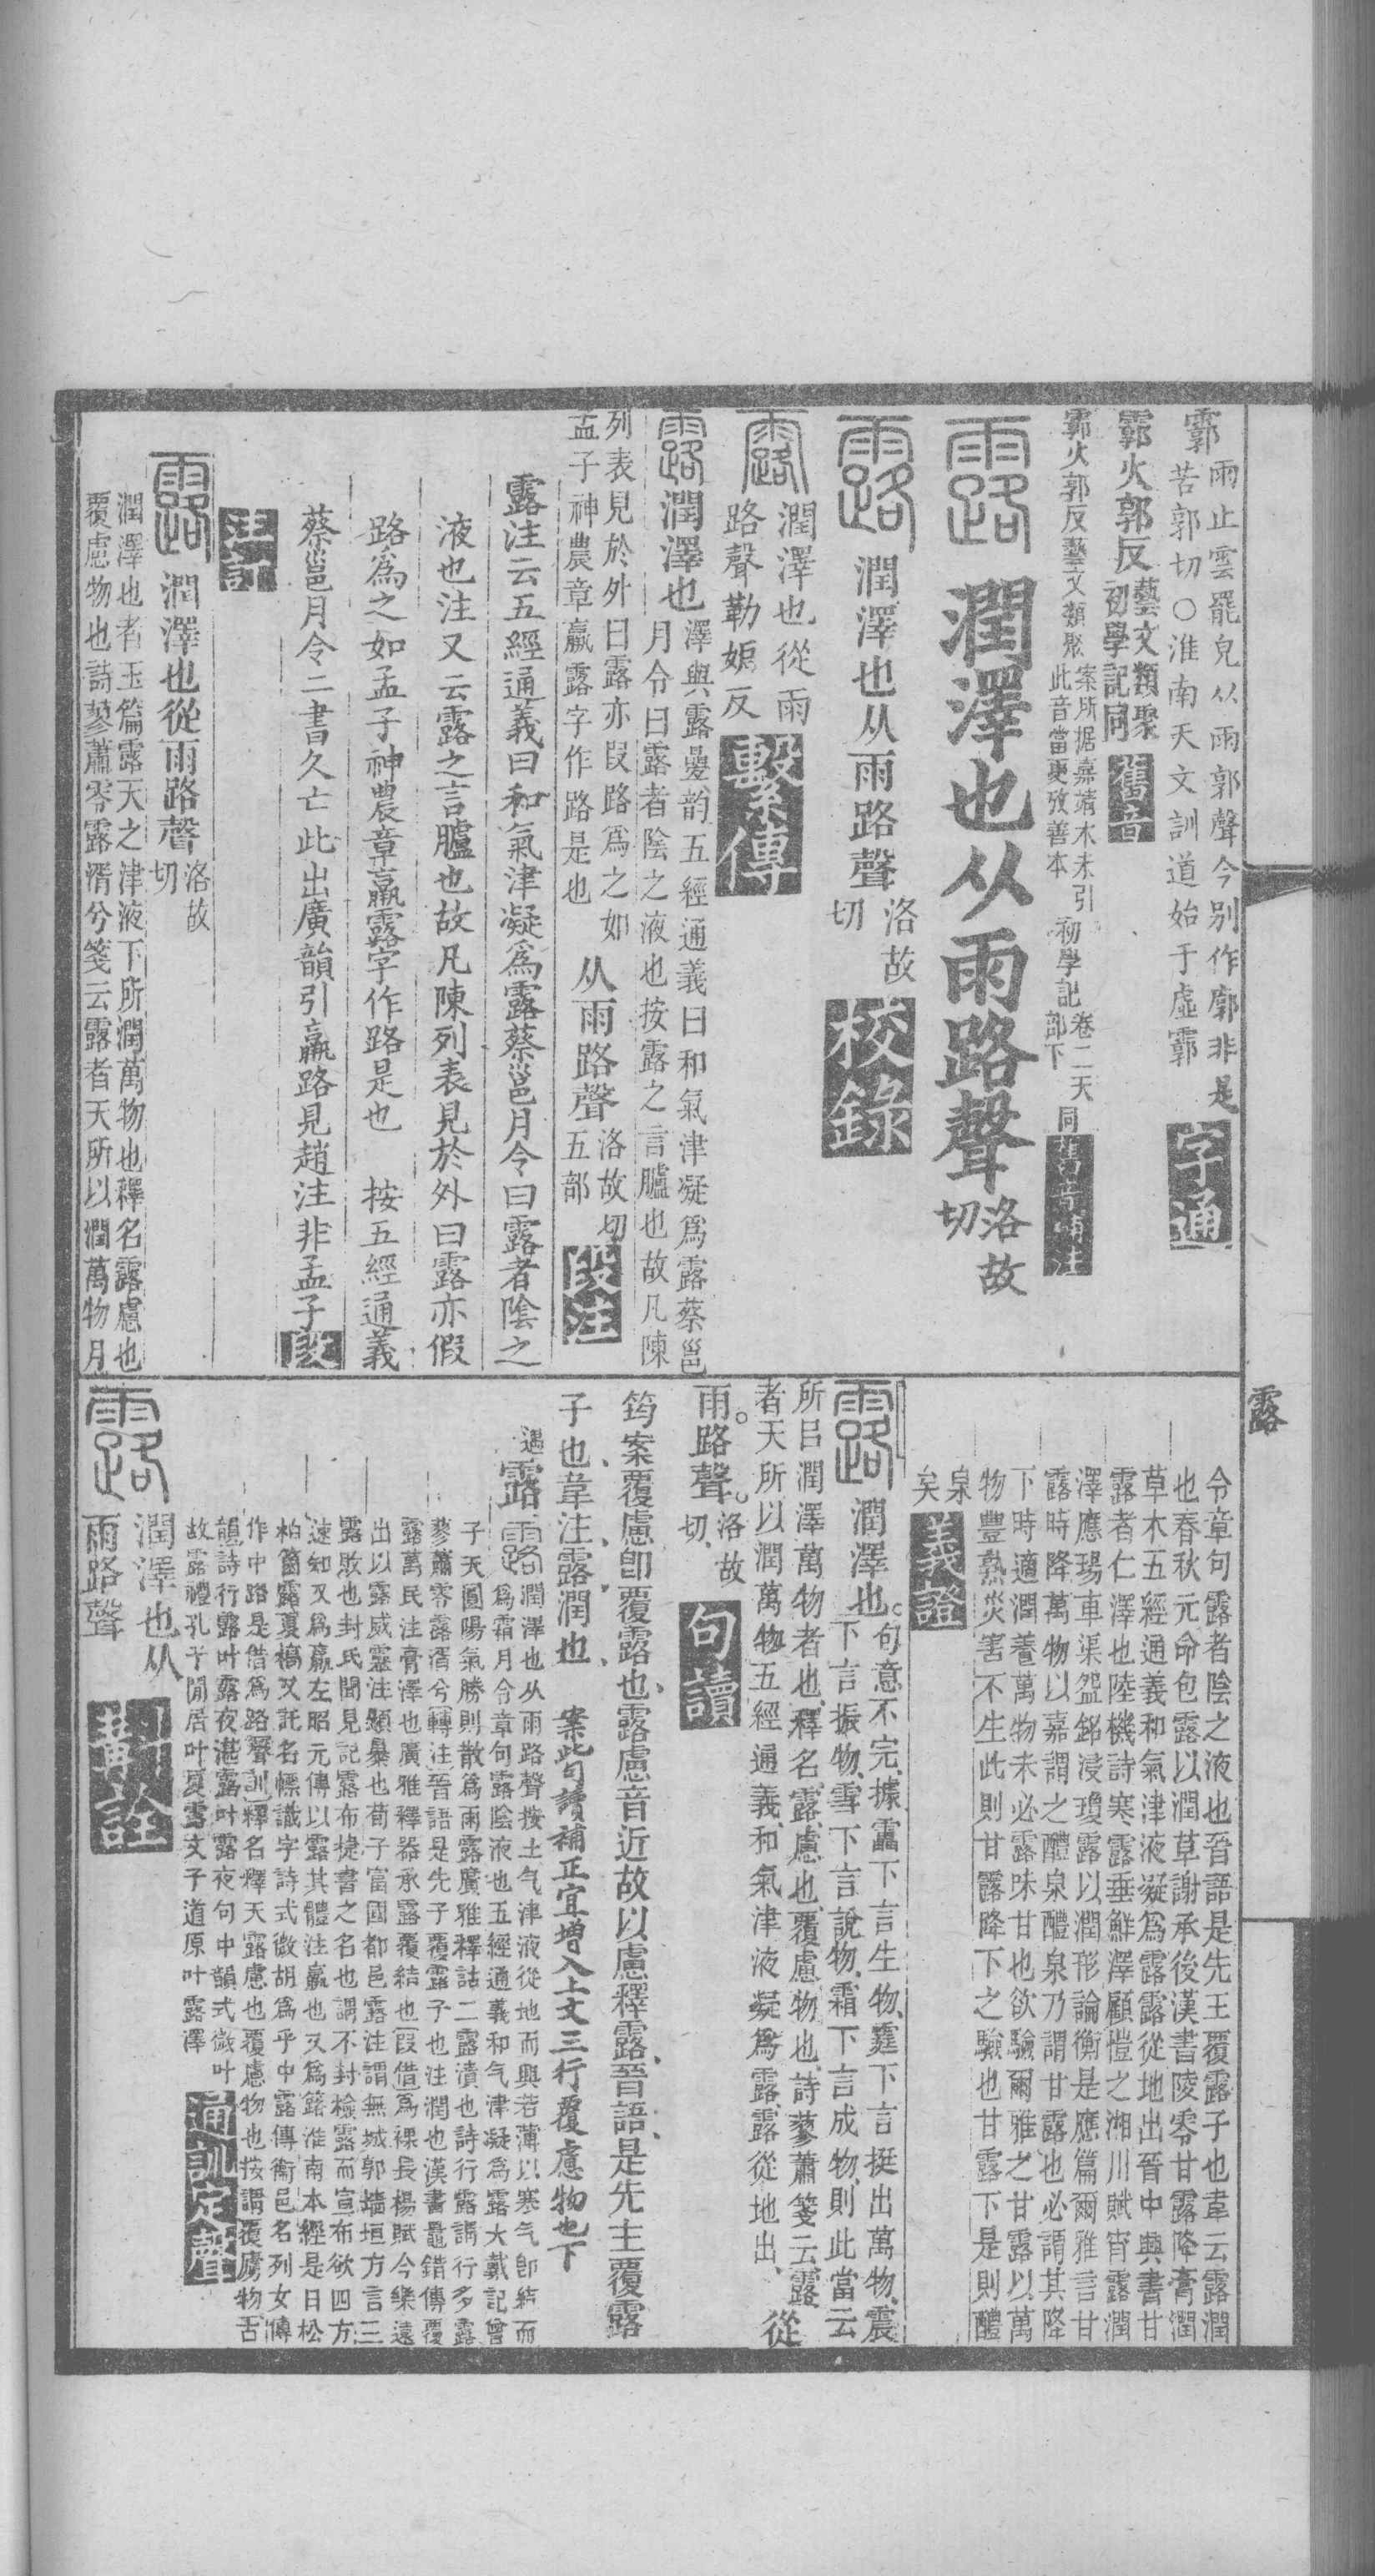 霩
雨止雲罷皃从雨郭聲今别作廓非是
苦郭切○淮南天文訓道始于虛霩
字通
霩火郭反
藝文類聚
初學記同
舊音
霩火郭反藝文類聚
案所据嘉靖本未引
此音當更攷善本
初學記
卷二天
部下
同
舊音補注
露
潤澤也从雨路聲
洛故
切
露
潤澤也从雨路聲
洛故
切
校錄
露
潤澤也從雨
路聲勒妒反
繫傳
露
潤澤也
澤與露曡韵五經通義曰和氣津凝爲露蔡邕
月令曰露者陰之液也按露之言臚也故凡陳
列表見於外曰露亦叚路爲之如
孟子神農章羸露字作路是也
从雨路聲
洛故切
五部
段注
露注云五經通義曰和氣津凝爲露蔡邕月令曰露者陰之
液也注又云露之言臚也故凡陳列表見於外曰露亦假
路爲之如孟子神農章羸露字作路是也　按五經通義
蔡邕月令二書久亡此出廣韻引羸路見趙注非孟子
段
注訂
露
潤澤也從雨路聲
洛故
切
潤澤也者玉篇露天之津液下所潤萬物也釋名露慮也
覆慮物也詩蓼蕭零露湑兮箋云露者天所以潤萬物月
露
令章句露者陰之液也晉語是先王覆露子也韋云露潤
也春秋元命包露以潤草謝承後漢書陵零甘露降膏潤
草木五經通義和氣津液凝爲露露從地出晉中興書甘
露者仁澤也陸機詩寒露垂鮮澤顧愷之湘川賦宵露潤
澤應瑒車渠盌銘浸瓊露以潤形論衡是應篇爾雅言甘
露時降萬物以嘉謂之醴泉醴泉乃謂甘露也必謂其降
下時適潤養萬物未必露味甘也欲驗爾雅之甘露以萬
物豐熟災害不生此則甘露降下之驗也甘露下是則醴
泉
矣
義證
露
潤澤也。
句意不完、據靁下言生物、霆下言挺出萬物、震
下言振物、雪下言說物、霜下言成物、則此當云
所㠯潤澤萬物者也、釋名、露、慮也、覆慮物也、詩蓼蕭箋云、露
者天所以潤萬物、五經通義、和氣津液凝爲露、露從地出、
從
雨。路聲。
洛故
切、
句讀
筠案覆慮卽覆露也、露慮音近故以慮釋露、晉語、是先主覆露
子也、韋注、露潤也、
案此句讀補正宜增入上文三行覆慮物也下
遇
露
露
潤澤也从雨路聲按土气津液從地而興若薄以寒气卽結而
爲霜月令章句露陰液也五經通義和气津凝爲露大戴記曾
子天圓陽氣勝則散爲雨露廣雅釋詁二露漬也詩行露謂行多露
蓼蕭零露湑兮轉注晉語是先子覆露子也注潤也漢書鼂錯傳覆
露萬民注膏澤也廣雅釋器承露覆結也叚借爲裸長楊賦今樂遠
出以露威靈注顯暴也荀子富國都邑露注謂無城郭墻垣方言三
露敗也封氏聞見記露布捷書之名也謂不封檢露而宣布欲四方
速知又爲羸左昭元傳以露其體注羸也又爲簬淮南本經是日松
柏箘露夏槁又託名幖識字詩式微胡爲乎中露傳衞邑名列女傳
作中路是借爲路聲訓釋名釋天露慮也覆慮物也按謂覆廡物古
韻詩行露叶露夜湛露叶露夜句中韻式微叶
故露禮孔子閒居叶夏露文子道原叶露澤
通訓定聲
露
潤澤也从
雨路聲